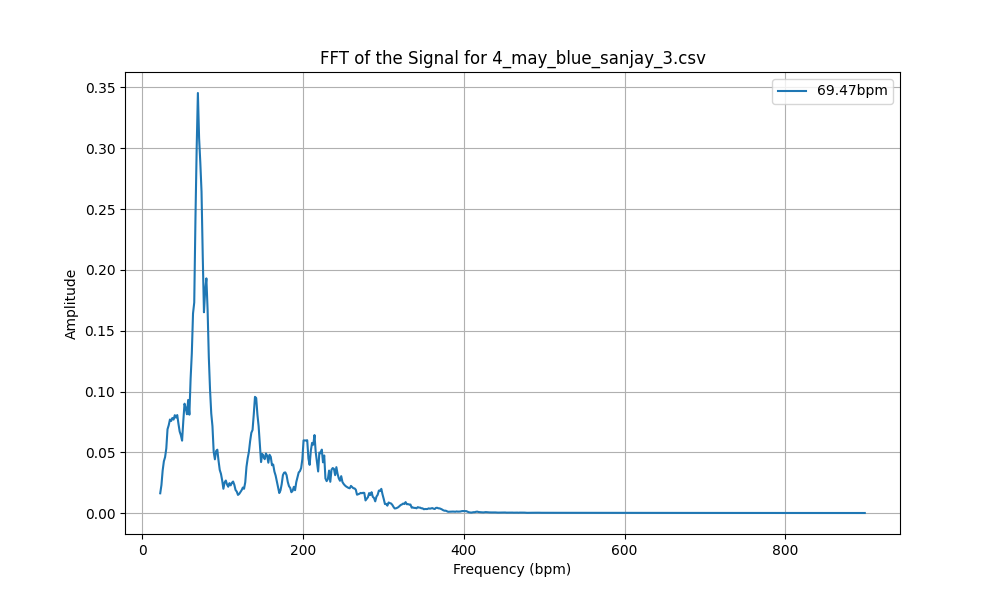 FFT of the Signal for 4_may_blue_sanjay_3.csv
69.47bpm
0.35
0.30
0.25
0.20
0.15
0.10
0.05
0.00
Amplitude
0 200 400 600 800
Frequency (bpm)